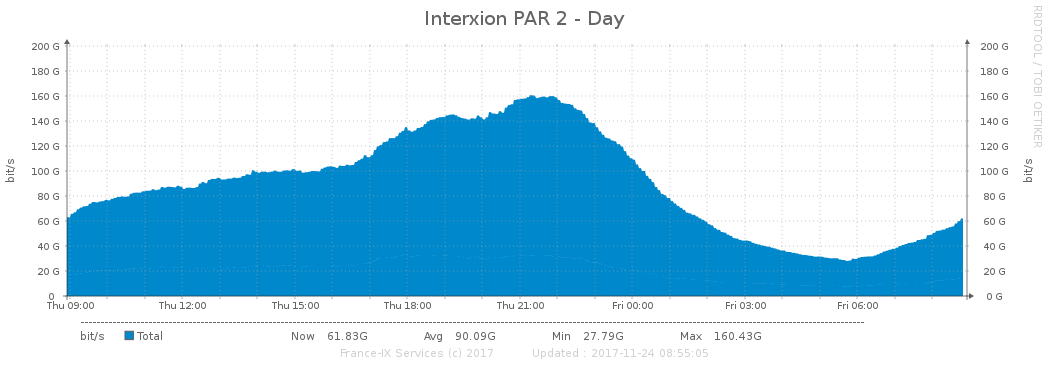 Interxion PAR 2 - Day
RRDTOOL / TOBI OETIKER
bit/s
200 G 200 G
180 G 180 G
160 G 160 G
140 G 140 G
120 G 120 G
100 G 100 G
80 G 80 G
60 G 60 G
40 G 40 G
20 G 20 G
0 0 G
bit/s
Thu 09:00 Thu 12:00 Thu 15:00 Thu 18:00 Thu 21:00 Fri 00:00 Fri 03:00 Fri 06:00
bit/s Total Now 61.83G Avg 90.09G Min 27.79G Max 160.43G
France-IX Services (c) 2017 Updated : 2017-11-24 08:55:05